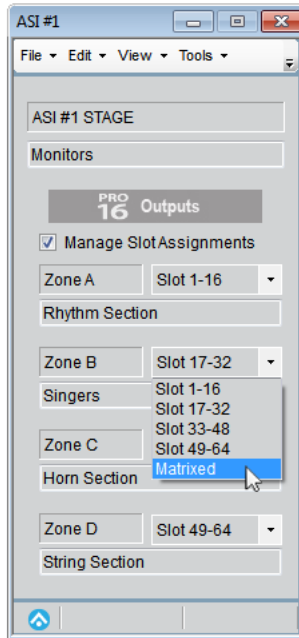 ASI #1
File Edit View Tools
ASI #1 STAGE
Monitors
PRO 16 Outputs
Manage Slot Assignments
Zone A Slot 1-16
Rhythm Section
Zone B Slot 17-32
Singers Slot 1-16
Slot 17-32
Slot 33-48
Zone C Slot 49-64
Matrixed
Horn Section
Zone D Slot 49-64
String Section